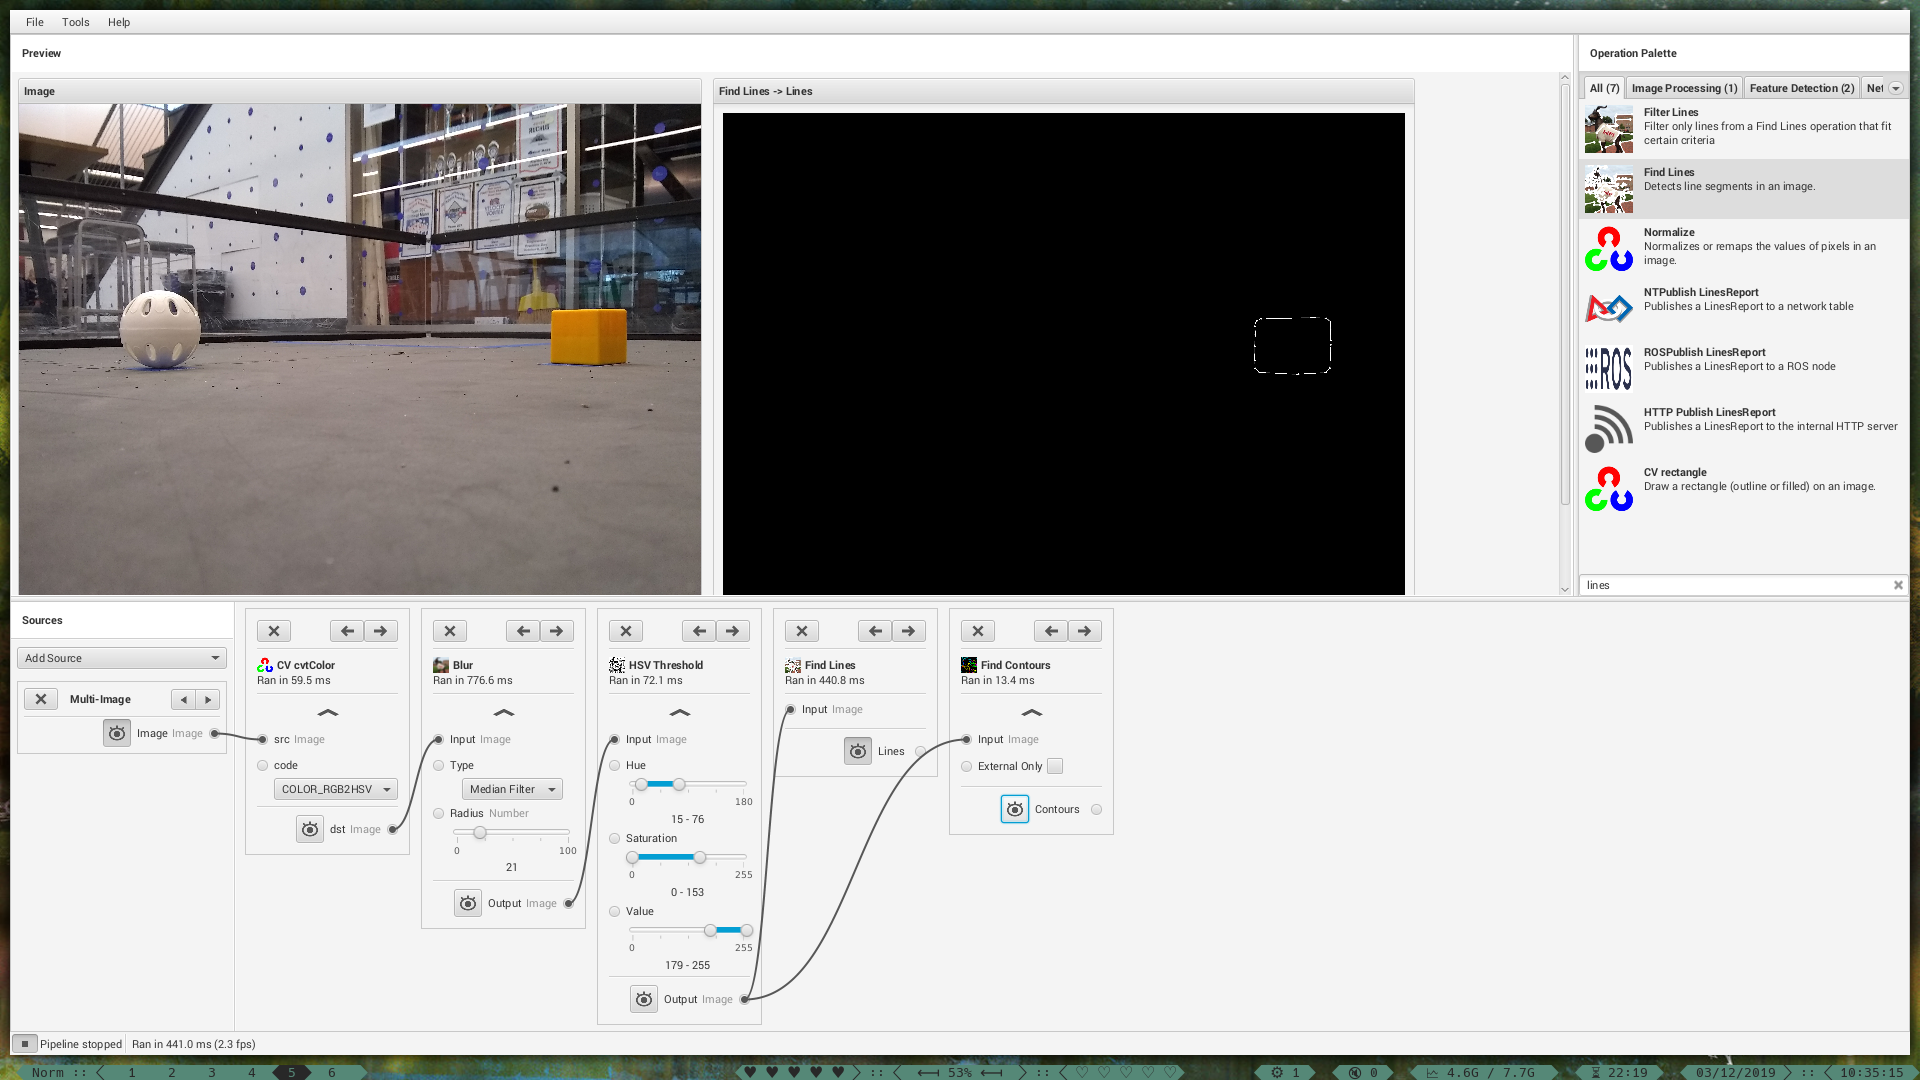 File Tools Help
Preview
Image
Find Lines -> Lines
Operation Palette
All (7) Image Processing (1) Feature Detection (2) Net
Filter Lines
Filter only lines from a Find Lines operation that fit
certain criteria
Find Lines
Detects line segments in an image.
Normalize
Normalizes or remaps the values of pixels in an
image.
NTPublish LinesReport
Publishes a LinesReport to a network table
ROS
ROSPublish LinesReport
Publishes a LinesReport to a ROS node
HTTP Publish LinesReport
Publishes a LinesReport to the internal HTTP server
CV rectangle
Draw a rectangle (outline or filled) on an image.
lines
Sources
Add Source
Multi-Image
Image Image
CV cvtColor
Ran in 59.5 ms
src Image
code
COLOR_RGB2HSV
dst Image
Blur
Ran in 776.6 ms
Input Image
Type
Median Filter
Radius Number
0 100
21
Output Image
HSV Threshold
Ran in 72.1 ms
Input Image
Hue
0 180
15 - 76
Saturation
0 255
0 - 153
Value
0 255
179 - 255
Output Image
Find Lines
Ran in 440.8 ms
Input Image
Lines
Find Contours
Ran in 13.4 ms
Input Image
External Only
Contours
Pipeline stopped Ran in 441.0 ms (2.3 fps)
Norm :: 1 2 3 4 5 6 :: 53% :: 1 0 4.6G / 7.7G 22:19 03/12/2019 :: 10:35:15